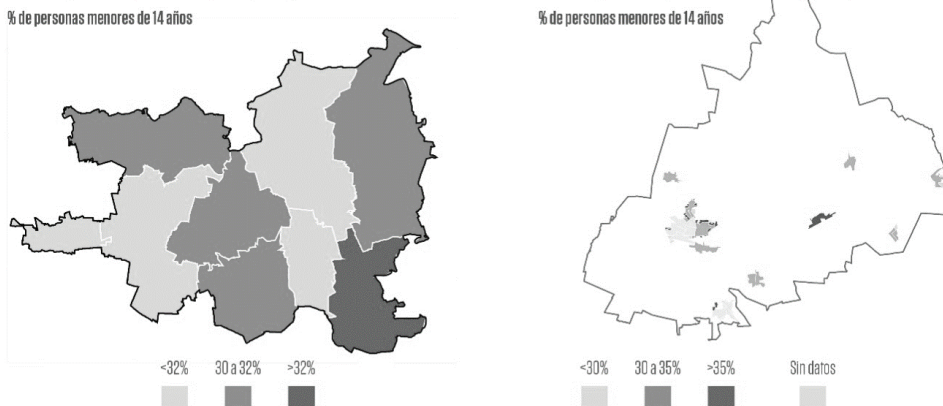 % de personas menores de 14 años
% de personas menores de 14 años
<32% 30 a 32% >32%
<30% 30 a 35% >35% Sin datos